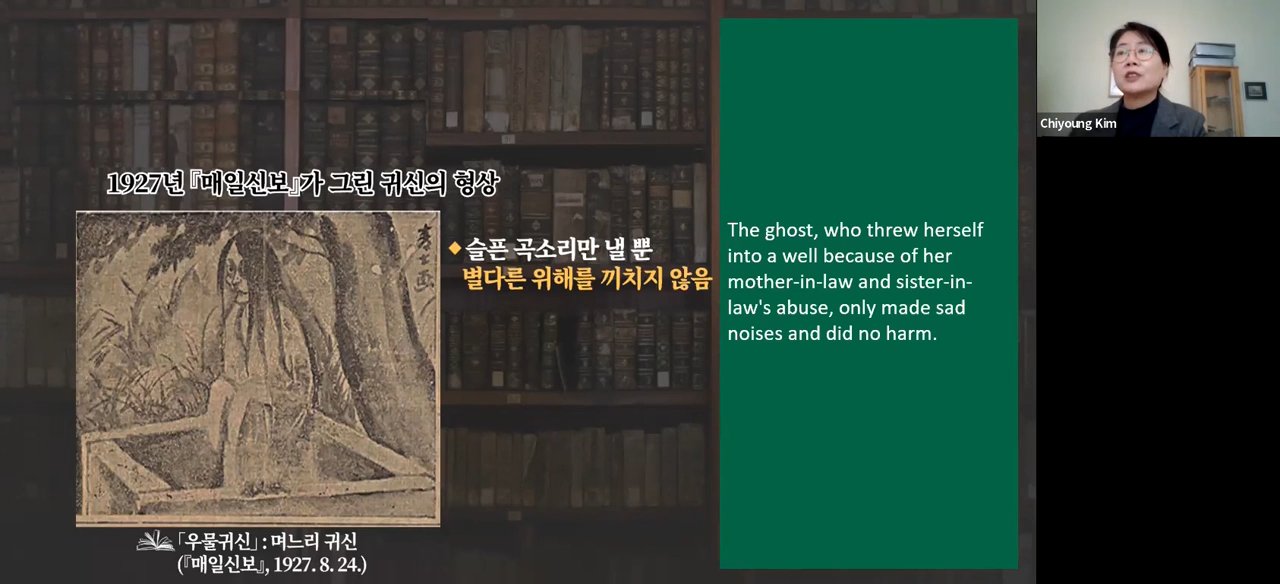 1927년 『매일신보』가 그린 귀신의 형상
◆ 슬픈 곡소리만 낼 뿐
별다른 위해를 끼치지 않음
「우물귀신」 : 며느리 귀신
(『매일신보』, 1927. 8. 24.)
The ghost, who threw herself
into a well because of her
mother-in-law and sister-in-
law's abuse, only made sad
noises and did no harm.
Chiyoung Kim